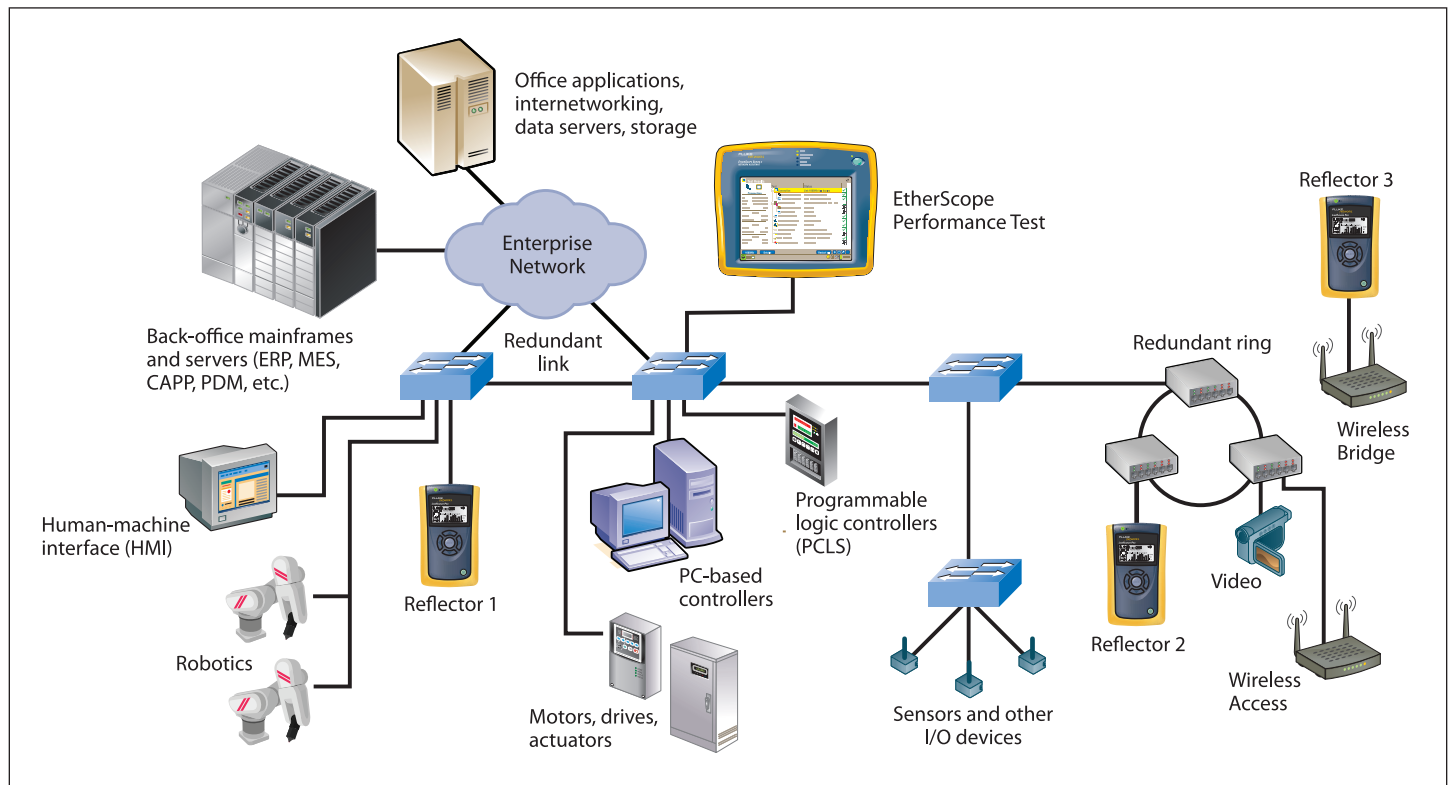 Office applications,
internetworking,
data servers, storage
EtherScope
Performance Test
Reflector 3
Enterprise
Network
Back-office mainframes
and servers (ERP, MES,
CAPP, PDM, etc.)
Redundant
link
Redundant ring
Wireless
Bridge
Human-machine
interface (HMI)
Reflector 1
PC-based
controllers
Programmable
logic controllers
(PCLS)
Video
Reflector 2
Robotics
Wireless
Access
Motors, drives,
actuators
Sensors and other
I/O devices